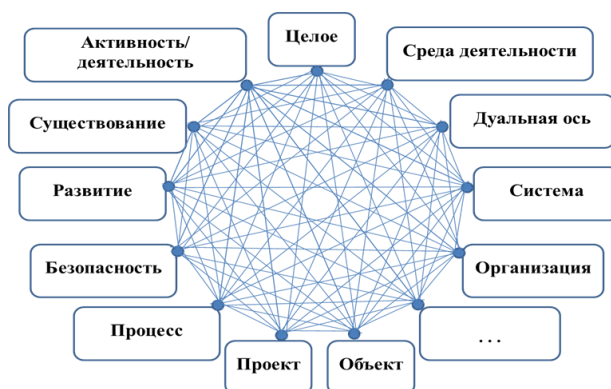 Целое
Активность/
деятельность
Среда деятельности
Существование
Дуальная ось
Развитие
Система
Безопасность
Организация
Процесс
. . .
Проект
Объект